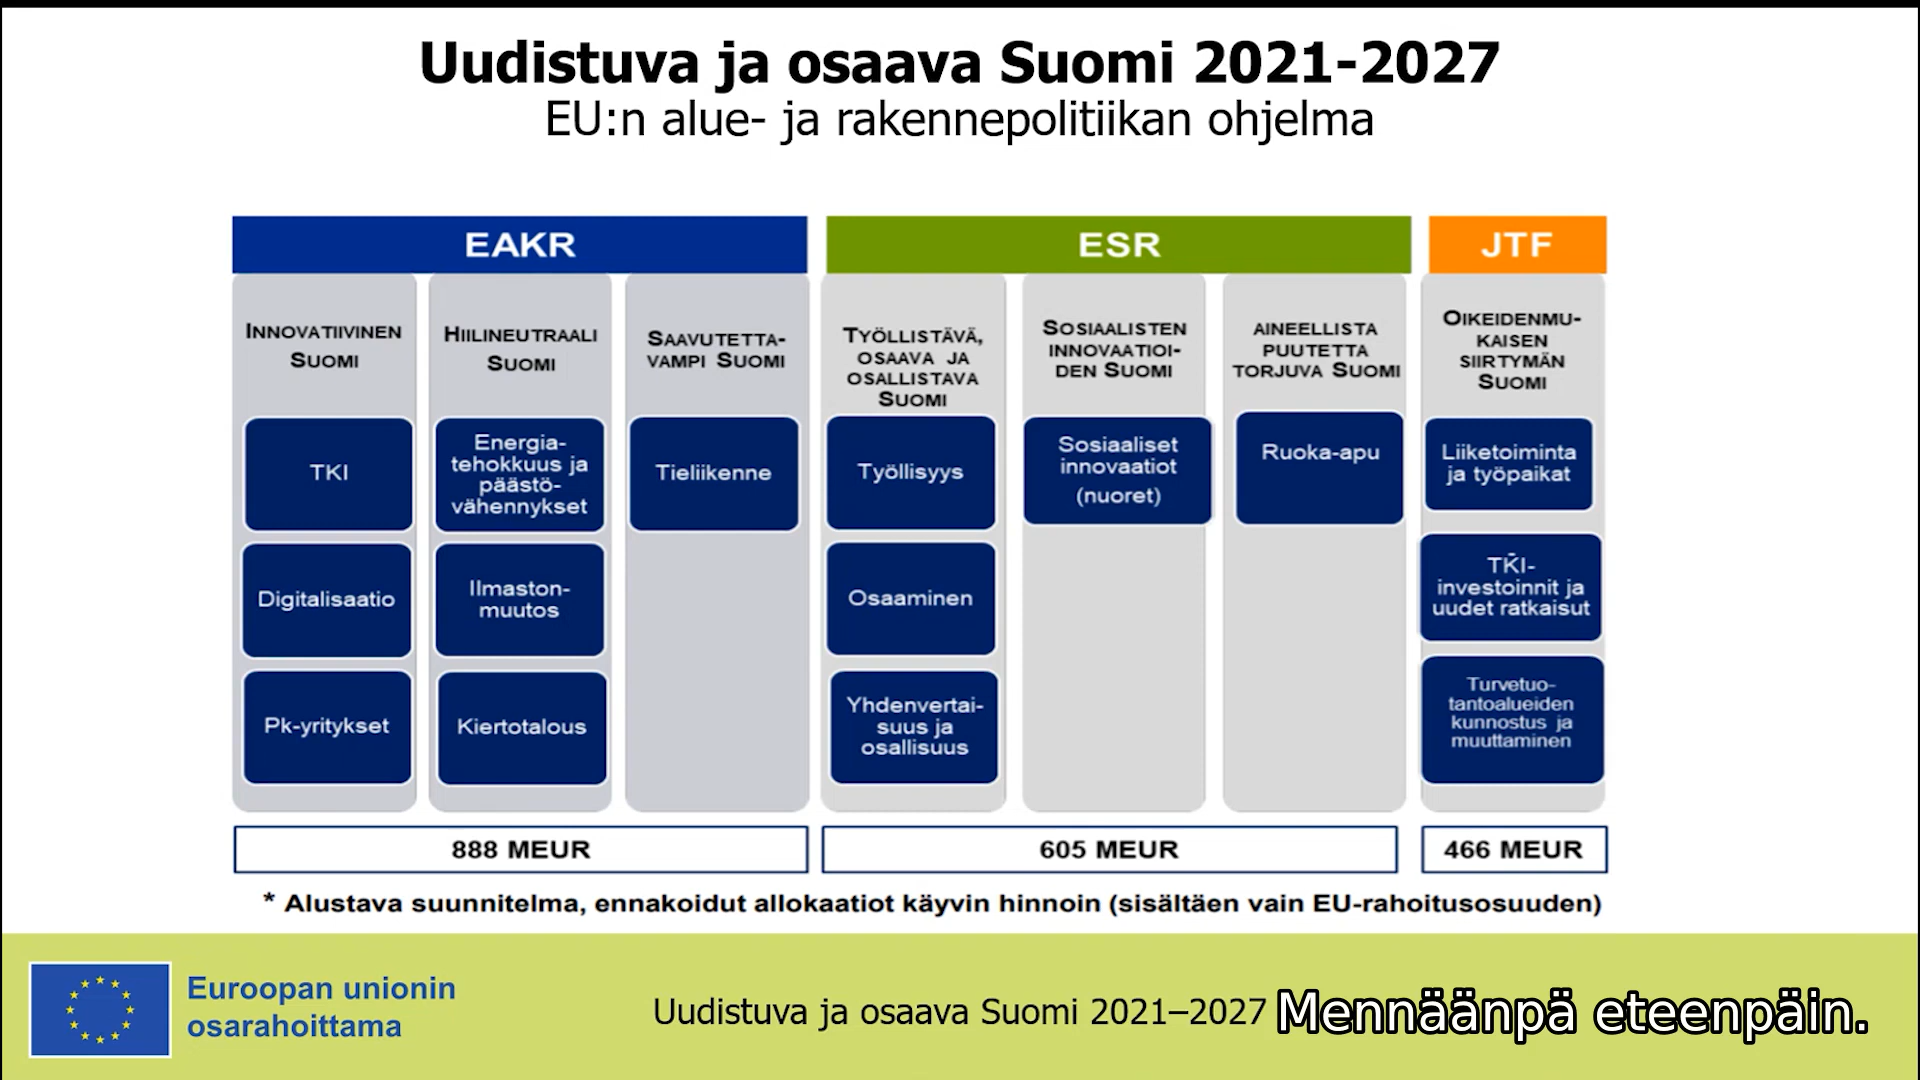 Uudistuva ja osaava Suomi 2021-2027
EU:n alue- ja rakennepolitiikan ohjelma
EAKR
ESR
JTF
INNOVATIIVINEN
SUOMI
HIILINEUTRAALI
SUOMI
SAAVUTETTA-
VAMPI SUOMI
TYÖLLISTÄVÄ,
OSAAVA JA
OSALLISTAVA
SUOMI
SOSIAALISTEN
INNOVAATIOI-
DEN SUOMI
AINEELLISTA
PUUTETTA
TORJUVA SUOMI
OIKEIDENMU-
KAISEN
SIIRTYMÄN
SUOMI
TKI
Energia-
tehokkuus ja
päästö-
vähennykset
Tieliikenne
Työllisyys
Sosiaaliset
innovaatiot
(nuoret)
Ruoka-apu
Liiketoiminta
ja työpaikat
Digitalisaatio
Ilmaston-
muutos
Osaaminen
TKI-
investoinnit ja
uudet ratkaisut
Pk-yritykset
Kiertotalous
Yhdenvertai-
suus ja
osallisuus
Turvetuo-
tantoalueiden
kunnostus ja
muuttaminen
888 MEUR
605 MEUR
466 MEUR
* Alustava suunnitelma, ennakoidut allokaatiot käyvin hinnoin (sisältäen vain EU-rahoitusosuuden)
Euroopan unionin
osarahoittama
Uudistuva ja osaava Suomi 2021–2027
Mennäänpä eteenpäin.